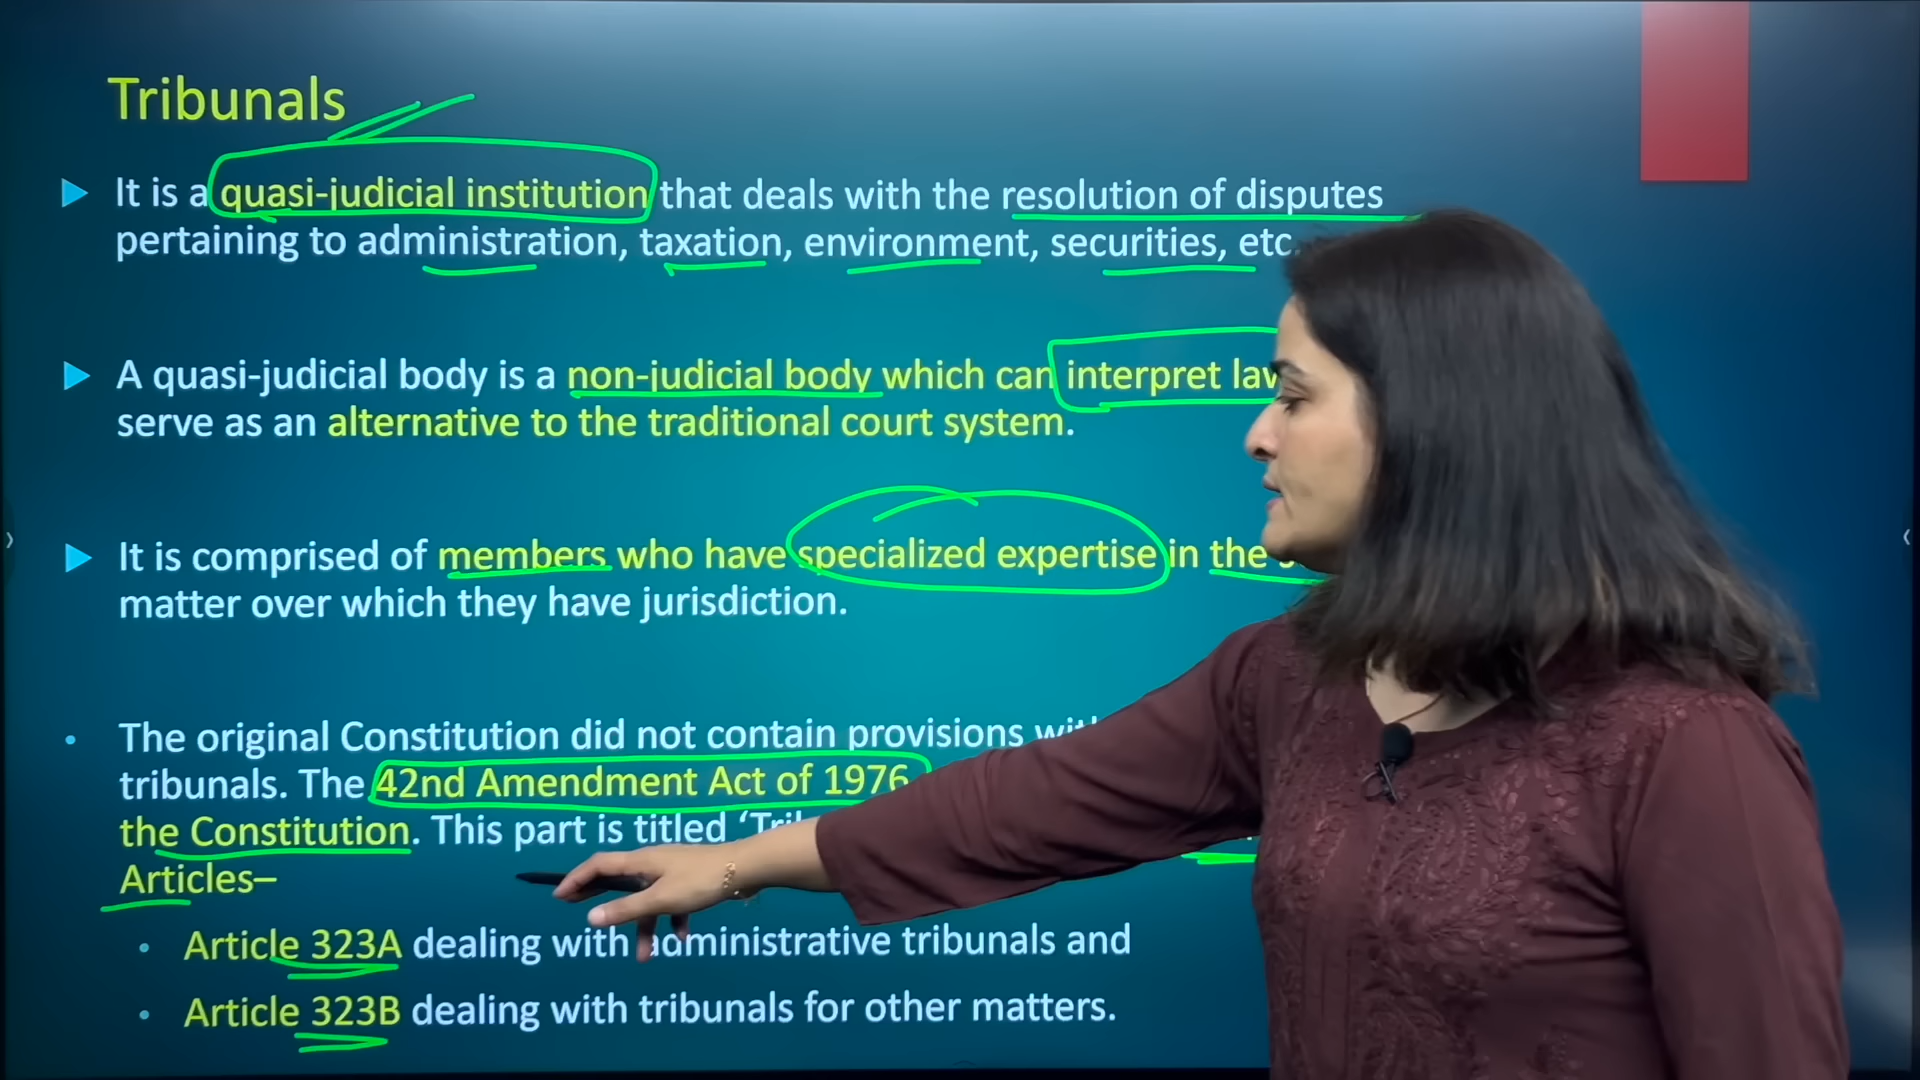 Tribunals
It is a quasi-judicial institution that deals with the resolution of disputes
pertaining to administration, taxation, environment, securities, etc.
A quasi-judicial body is a non-judicial body which can interpret
serve as an alternative to the traditional court system.
It is comprised of members who have specialized expertise in the
matter over which they have jurisdiction.
The original Constitution did not contain provisions
tribunals. The 42nd Amendment Act of 1976
the Constitution. This part is titled
Articles–
Article 323A dealing with administrative tribunals and
Article 323B dealing with tribunals for other matters.